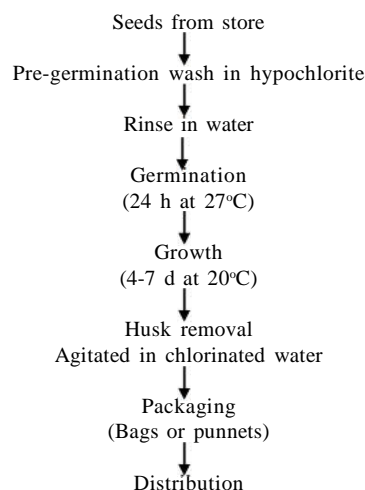 Seeds from store
Pre-germination wash in hypochlorite
Rinse in water
Germination
(24 h at 27°C)
Growth
(4-7 d at 20°C)
Husk removal
Agitated in chlorinated water
Packaging
(Bags or punnets)
Distribution